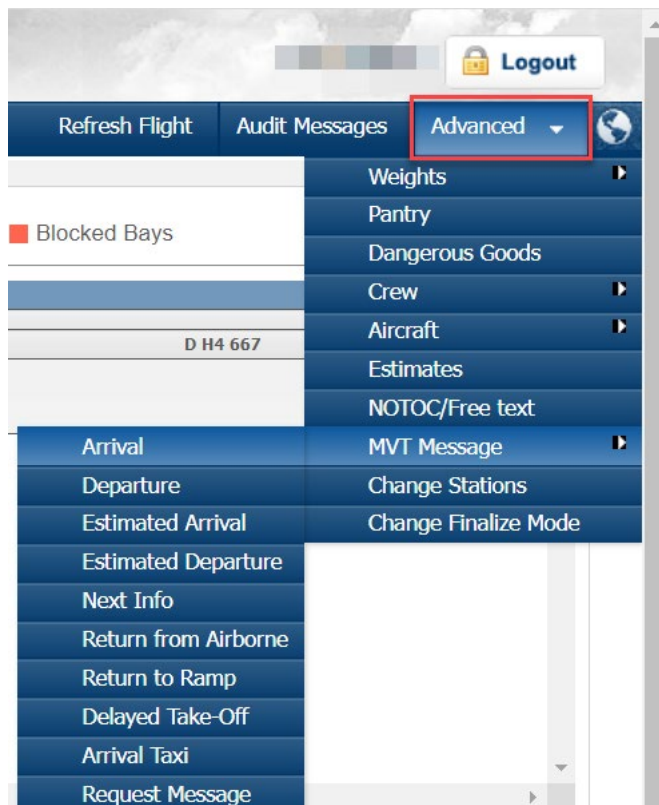 Logout
Refresh Flight
Audit Messages
Advanced
Weights
Pantry
Blocked Bays
Dangerous Goods
Crew
Aircraft
D H4 667
Estimates
NOTOC/Free text
MVT Message
Change Stations
Change Finalize Mode
Arrival
Departure
Estimated Arrival
Estimated Departure
Next Info
Return from Airborne
Return to Ramp
Delayed Take-Off
Arrival Taxi
Request Message